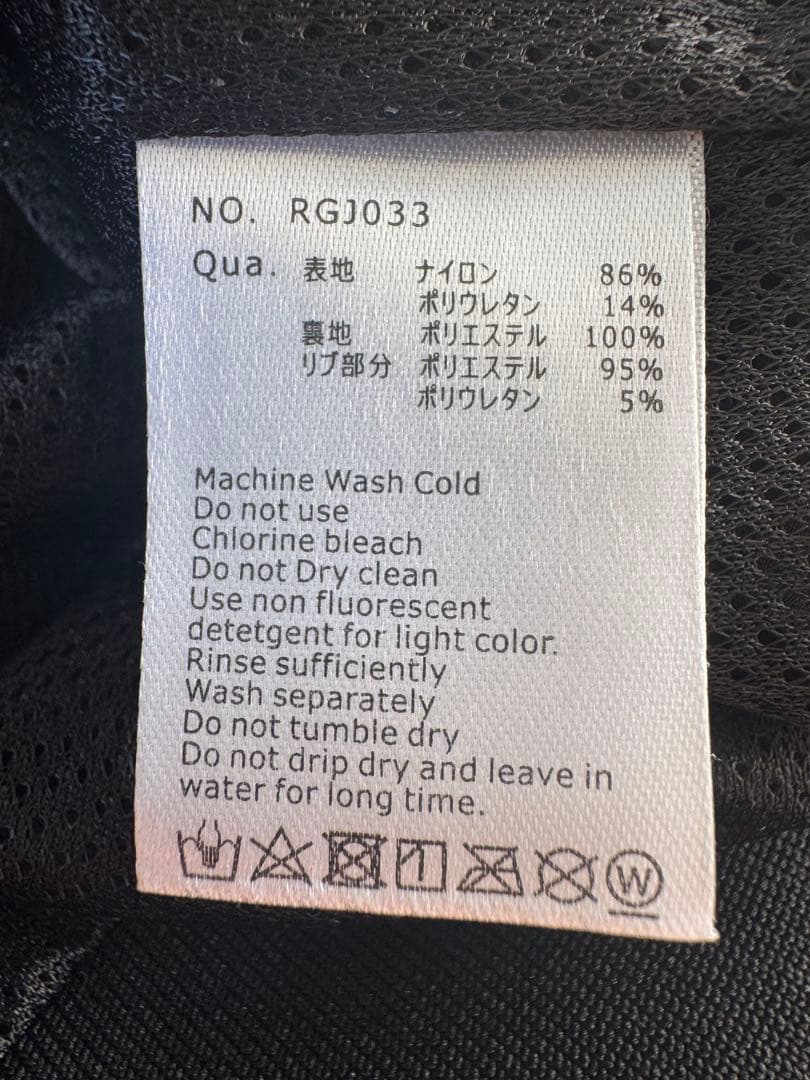 NO. RGJ033
Qua. 表地 ナイロン 86%
ポリウレタン 14%
裏地 ポリエステル 100%
リブ部分 ポリエステル 95%
ポリウレタン 5%
Machine Wash Cold
Do not use
Chlorine bleach
Do not Dry clean
Use non fluorescent
detetgent for light color.
Rinse sufficiently
Wash separately
Do not tumble dry
Do not drip dry and leave in
water for long time.
W